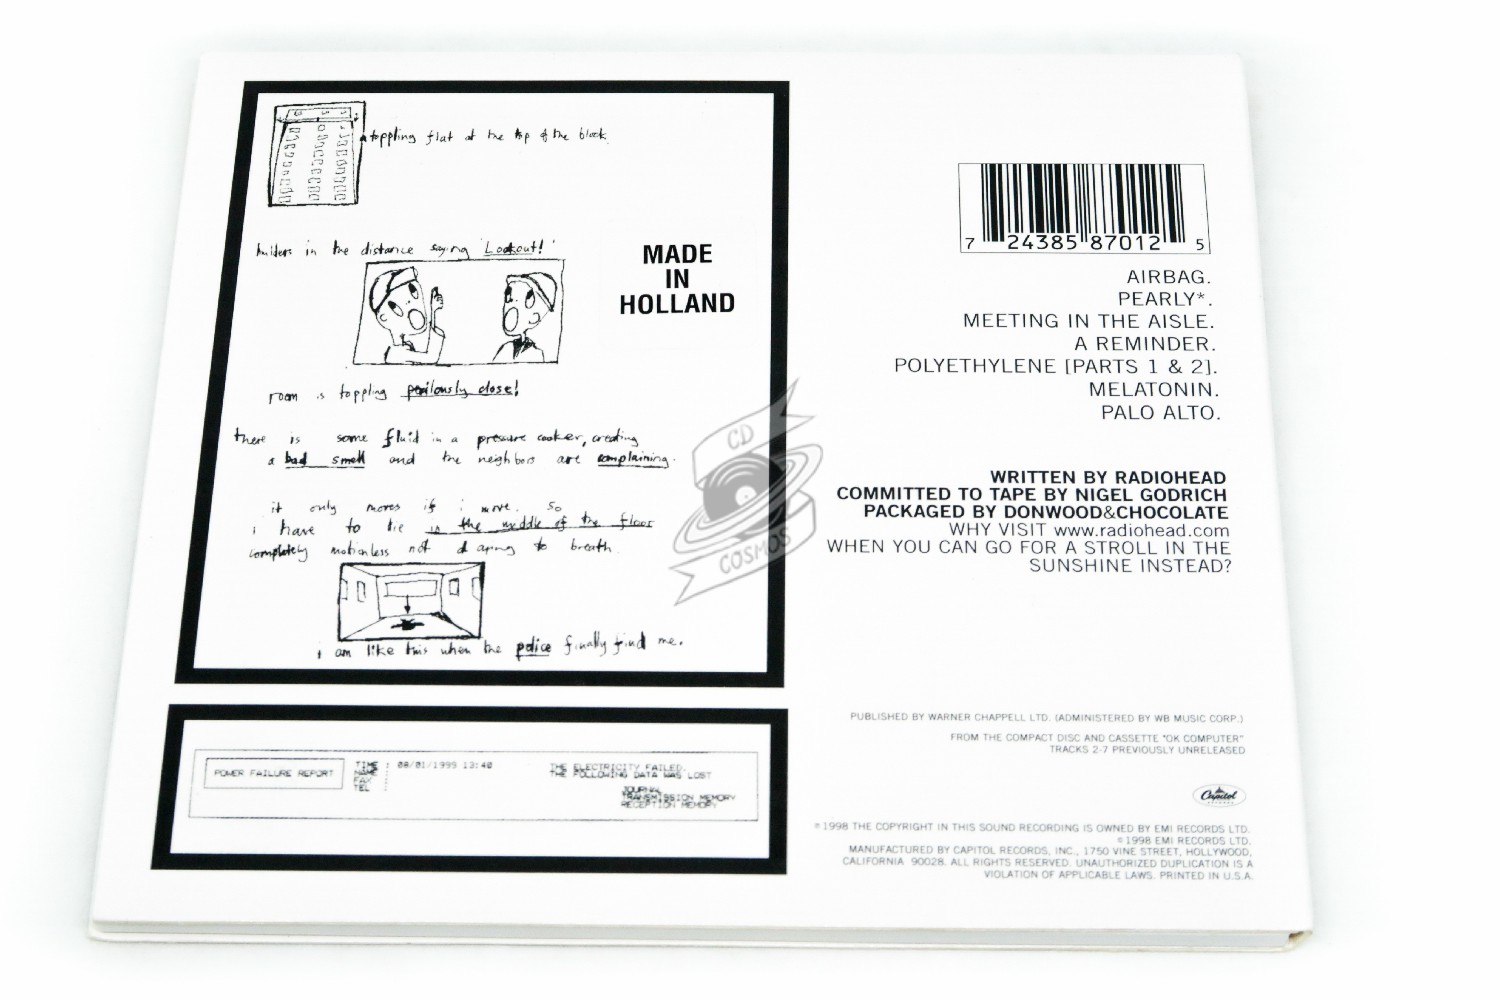 a toppling flat at the top of the block.
builders in the distance saying 'Lookout!'
MADE
IN
HOLLAND
room is toppling perilously close!
there is some fluid in a pressure cooker, creating
a bad smell and the neighbors are complaining.
it only moves if i move. so
i have to lie in the middle of the floor
completely motionless not daring to breath.
i am like this when the police finally find me.
POWER FAILURE REPORT
TIME : 08/01/1999 13:40
NAME :
FAX :
TEL :
THE ELECTRICITY FAILED.
THE FOLLOWING DATA WAS LOST
JOURNAL
TRANSMISSION MEMORY
RECEPTION MEMORY
7 24385 87012 5
AIRBAG.
PEARLY*.
MEETING IN THE AISLE.
A REMINDER.
POLYETHYLENE [PARTS 1 & 2].
MELATONIN.
PALO ALTO.
WRITTEN BY RADIOHEAD
COMMITTED TO TAPE BY NIGEL GODRICH
PACKAGED BY DONWOOD&CHOCOLATE
WHY VISIT www.radiohead.com
WHEN YOU CAN GO FOR A STROLL IN THE
SUNSHINE INSTEAD?
PUBLISHED BY WARNER CHAPPELL LTD. (ADMINISTERED BY WB MUSIC CORP.)
FROM THE COMPACT DISC AND CASSETTE "OK COMPUTER"
TRACKS 2-7 PREVIOUSLY UNRELEASED
Capitol
RECORDS
℗1998 THE COPYRIGHT IN THIS SOUND RECORDING IS OWNED BY EMI RECORDS LTD.
©1998 EMI RECORDS LTD.
MANUFACTURED BY CAPITOL RECORDS, INC., 1750 VINE STREET, HOLLYWOOD,
CALIFORNIA 90028. ALL RIGHTS RESERVED. UNAUTHORIZED DUPLICATION IS A
VIOLATION OF APPLICABLE LAWS. PRINTED IN U.S.A.
CD
COSMOS